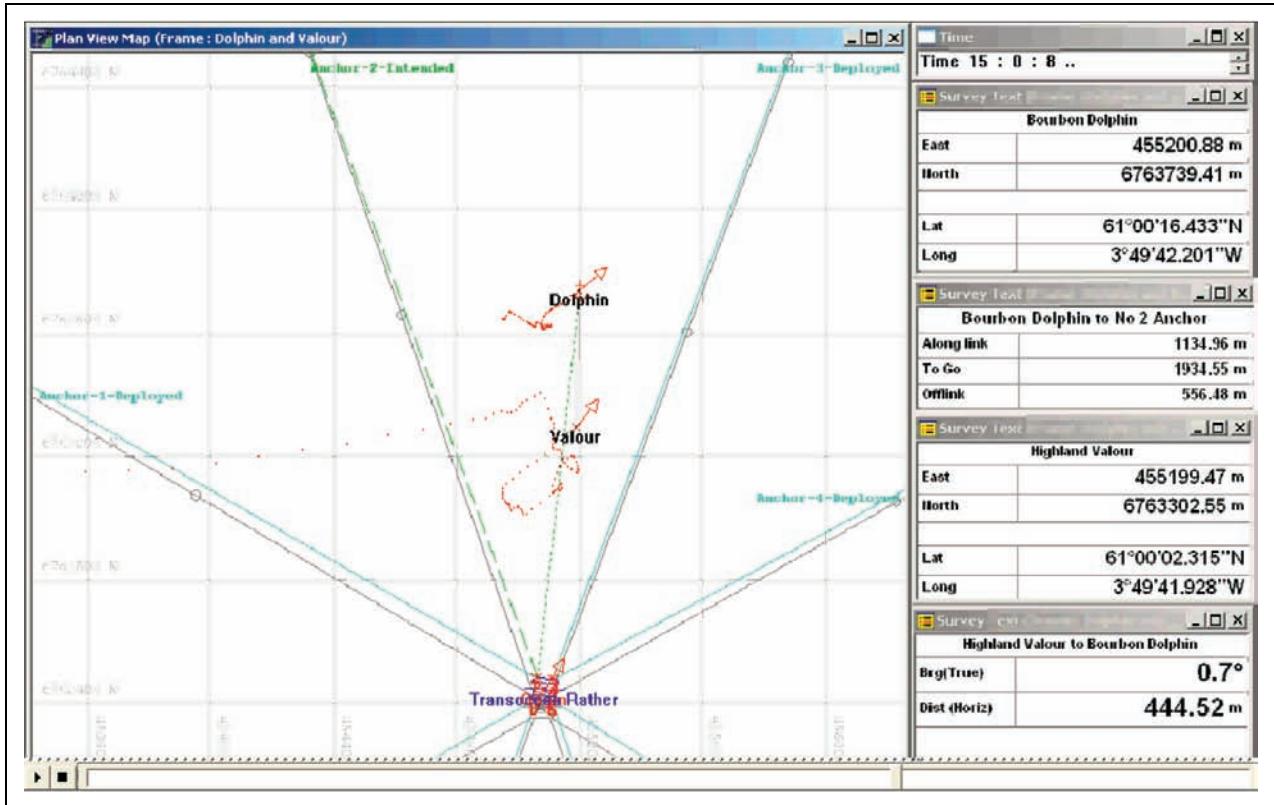 Plan View Map (Frame : Dolphin and Valour)
Anchor-2-Intended
Anchor-3-Deployed
Dolphin
Anchor-1-Deployed
Valour
Anchor-4-Deployed
Transocean Rather
Time
Time 15 : 0 : 8 ..
Survey Text
Bourbon Dolphin
East 455200.88 m
North 6763739.41 m
Lat 61°00'16.433"N
Long 3°49'42.201"W
Survey Text
Bourbon Dolphin to No 2 Anchor
Along link 1134.96 m
To Go 1934.55 m
Offlink 556.48 m
Survey Text
Highland Valour
East 455199.47 m
North 6763302.55 m
Lat 61°00'02.315"N
Long 3°49'41.928"W
Survey Text
Highland Valour to Bourbon Dolphin
Brg(True) 0.7°
Dist (Horiz) 444.52 m